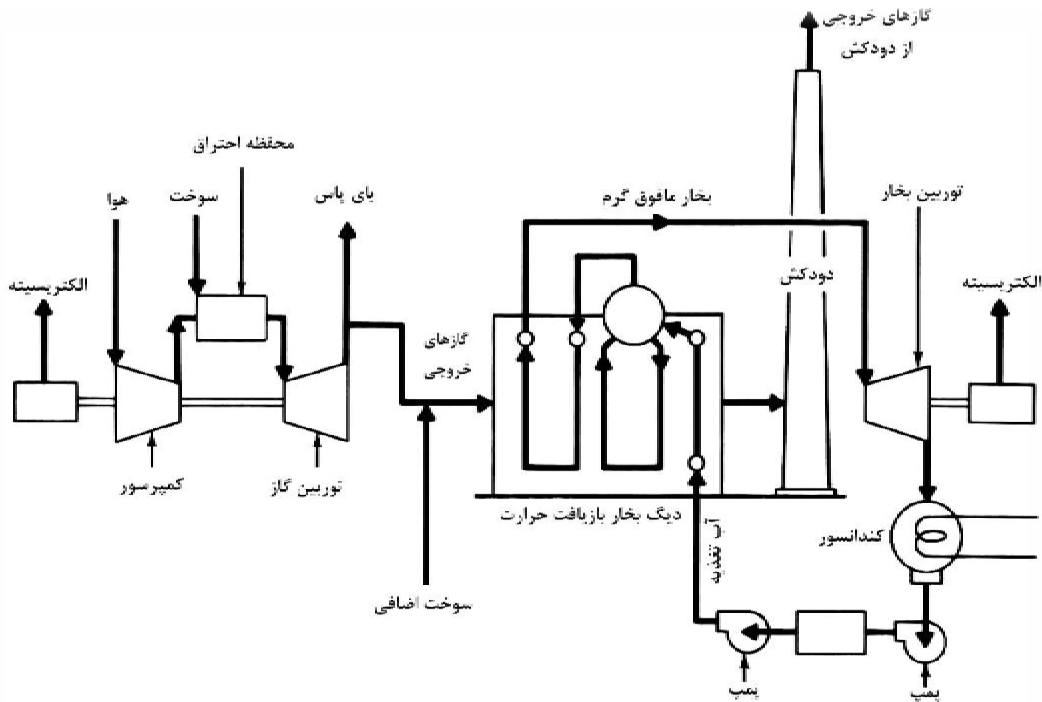 گازهای خروجی
از دودکش
محفظه احتراق
هوا
سوخت
بای پاس
بخار مافوق گرم
توربین بخار
الکتریسیته
گازهای
خروجی
دودکش
الکتریسیته
کمپرسور
توربین گاز
دیگ بخار بازیافت حرارت
آب تغذیه
کندانسور
سوخت اضافی
پمپ
پمپ